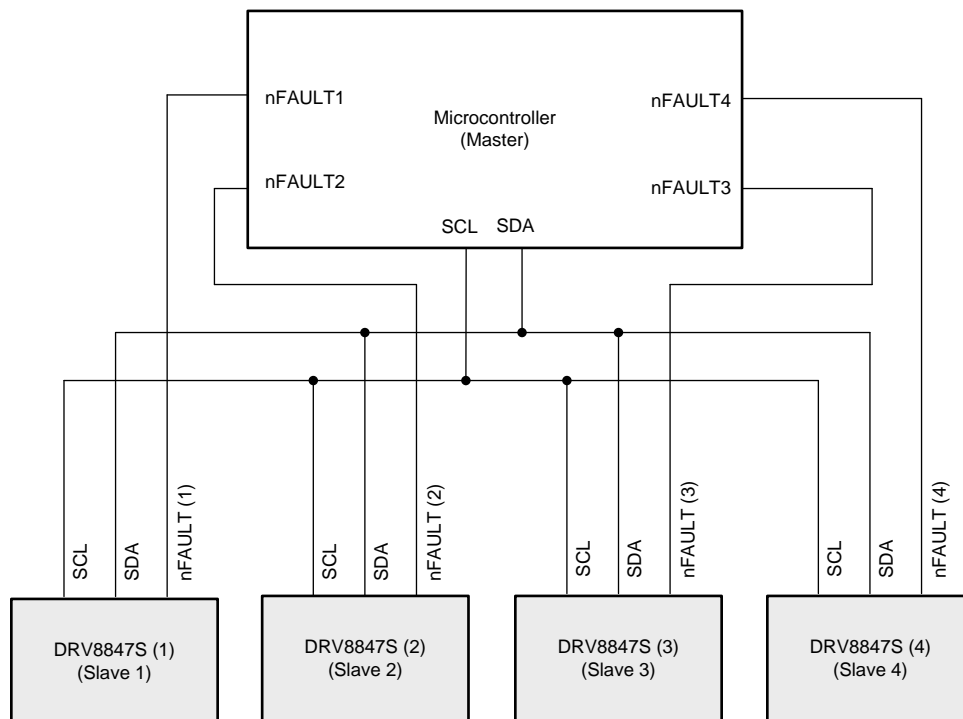 nFAULT1
nFAULT4
Microcontroller
(Master)
nFAULT2
nFAULT3
SCL
SDA
SCL
SDA
nFAULT (1)
SCL
SDA
nFAULT (2)
SCL
SDA
nFAULT (3)
SCL
SDA
nFAULT (4)
DRV8847S (1)
(Slave 1)
DRV8847S (2)
(Slave 2)
DRV8847S (3)
(Slave 3)
DRV8847S (4)
(Slave 4)